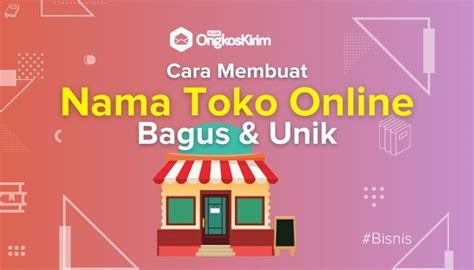 OngkosKirim
Cara Membuat
Nama Toko Online
Bagus & Unik
#Bisnis